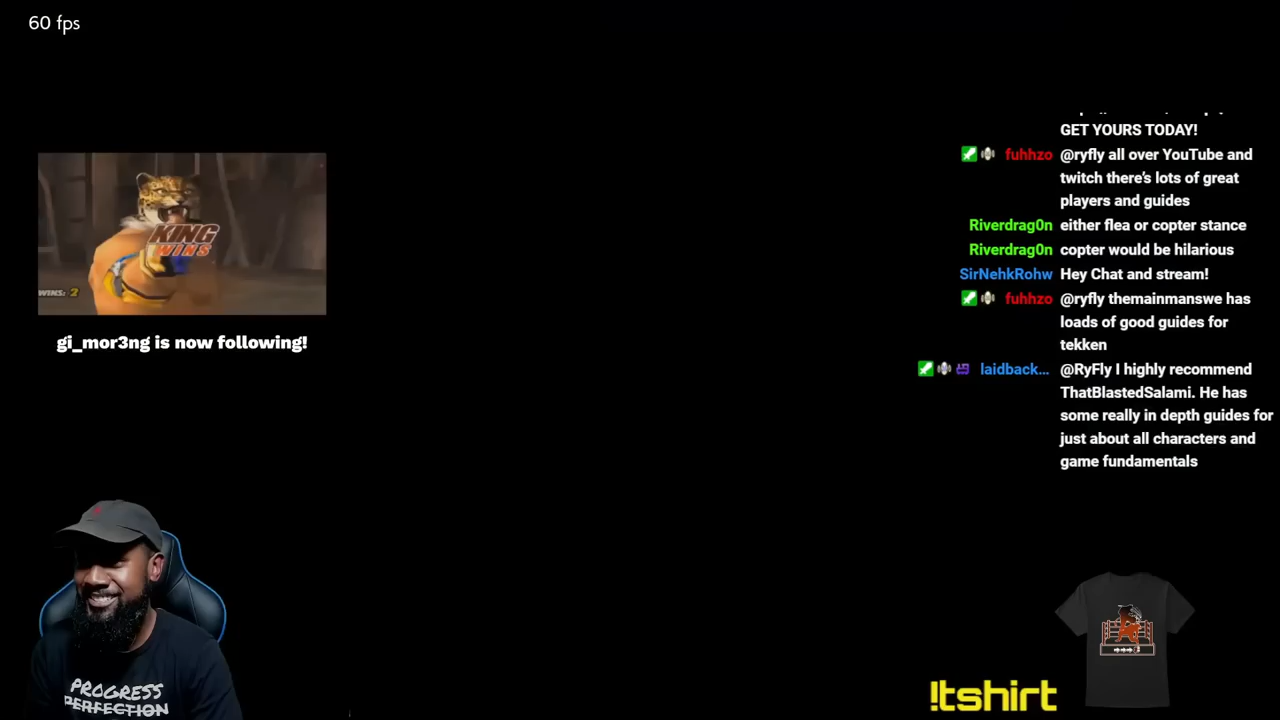 60 fps
KING
WINS
WINS: 2
gi_mor3ng is now following!
GET YOURS TODAY!
fuhhzo @ryfly all over YouTube and
twitch there's lots of great
players and guides
Riverdrag0n either flea or copter stance
Riverdrag0n copter would be hilarious
SirNehkRohw Hey Chat and stream!
fuhhzo @ryfly themainmanswe has
loads of good guides for
tekken
laidback… @RyFly I highly recommend
ThatBlastedSalami. He has
some really in depth guides for
just about all characters and
game fundamentals
PROGRESS
PERFECTION
!tshirt